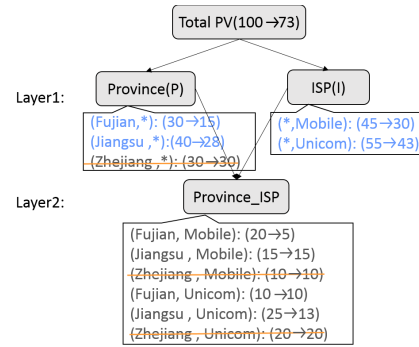 Total PV(100→73)
Province(P)
ISP(I)
Layer1:
(Fujian,*): (30→15)
(Jiangsu ,*):(40→28)
(Zhejiang ,*): (30→30)
(*,Mobile): (45→30)
(*,Unicom): (55→43)
Layer2:
Province_ISP
(Fujian, Mobile): (20→5)
(Jiangsu , Mobile): (15→15)
(Zhejiang , Mobile): (10→10)
(Fujian, Unicom): (10→10)
(Jiangsu , Unicom): (25→13)
(Zhejiang , Unicom): (20→20)